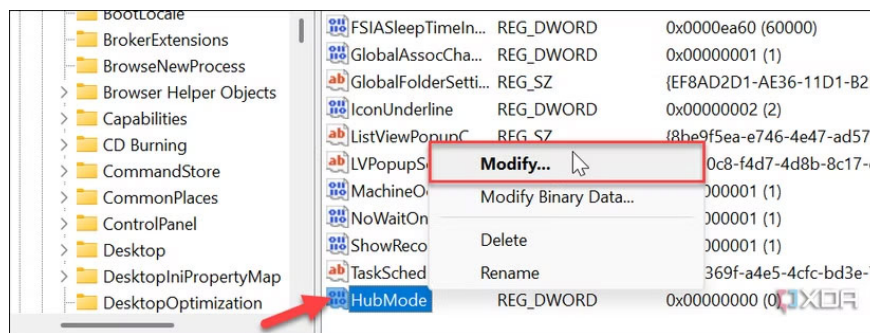 BootLocale
BrokerExtensions
BrowseNewProcess
Browser Helper Objects
Capabilities
CD Burning
CommandStore
CommonPlaces
ControlPanel
Desktop
DesktopIniPropertyMap
DesktopOptimization
FSIASleepTimeIn... REG_DWORD 0x0000ea60 (60000)
GlobalAssocCha... REG_DWORD 0x00000001 (1)
GlobalFolderSetti... REG_SZ {EF8AD2D1-AE36-11D1-B2
IconUnderline REG_DWORD 0x00000002 (2)
ListViewPopupC REG_SZ {8be9f5ea-e746-4e47-ad57
LVPopupSe 0c8-f4d7-4d8b-8c17-
MachineO 000001 (1)
NoWaitOn 000001 (1)
ShowReco 000001 (1)
TaskSched 369f-a4e5-4cfc-bd3e-
HubMode REG_DWORD 0x00000000 (0)
Modify...
Modify Binary Data...
Delete
Rename
XDA